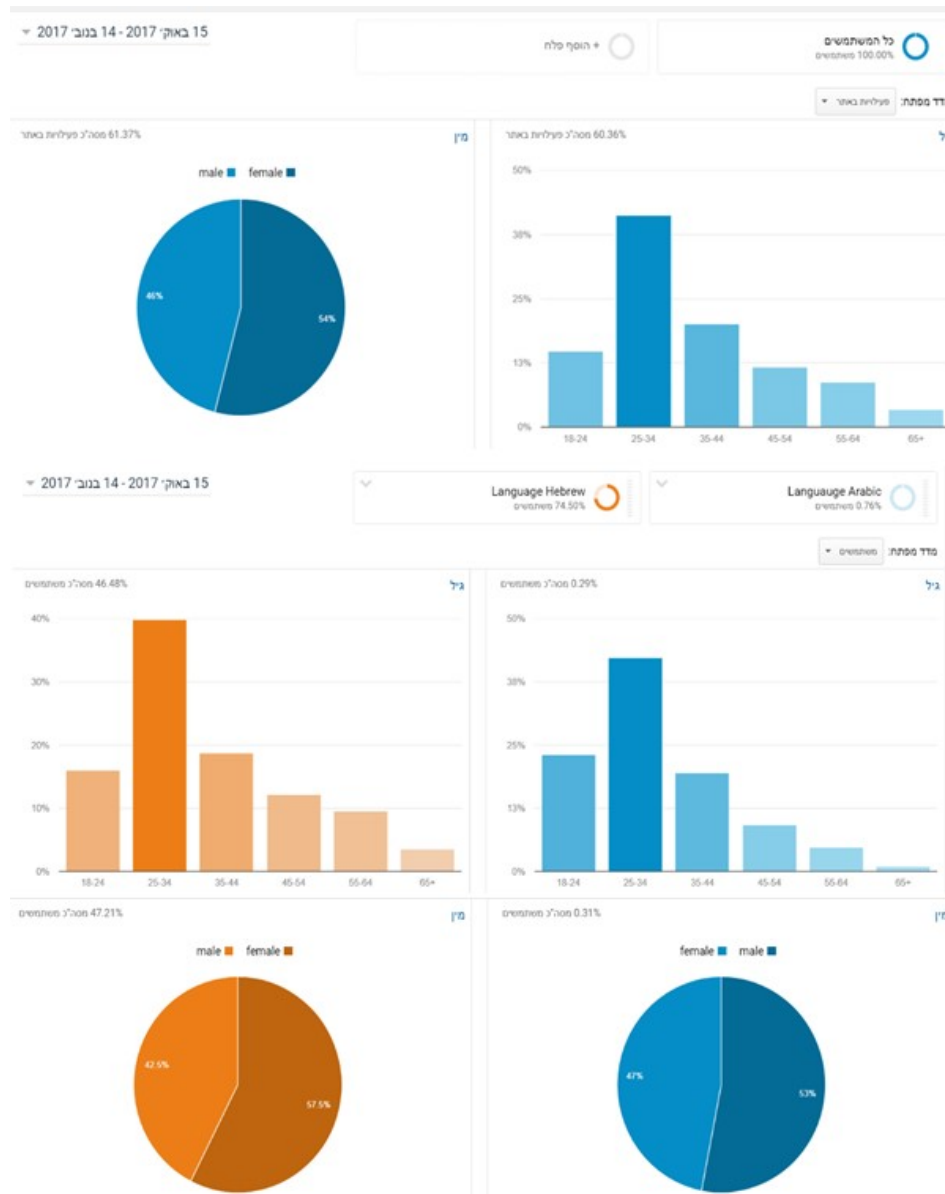 15 באוק׳ 2017 - 14 בנוב׳ 2017
כל המשתמשים
100.00% משתמשים
+ הוסף פלח
מדד מפתח:
פעילויות באתר
60.36% מסה"כ פעילויות באתר
50%
38%
25%
13%
0%
18-24
25-34
35-44
45-54
55-64
65+
מין
61.37% מסה"כ פעילויות באתר
male
female
46%
54%
15 באוק׳ 2017 - 14 בנוב׳ 2017
Languauge Arabic
0.76% משתמשים
Language Hebrew
74.50% משתמשים
מדד מפתח:
משתמשים
גיל
0.29% מסה"כ משתמשים
50%
38%
25%
13%
0%
18-24
25-34
35-44
45-54
55-64
65+
גיל
46.48% מסה"כ משתמשים
40%
30%
20%
10%
0%
18-24
25-34
35-44
45-54
55-64
65+
מין
0.31% מסה"כ משתמשים
female
male
47%
53%
מין
47.21% מסה"כ משתמשים
male
female
42.5%
57.5%